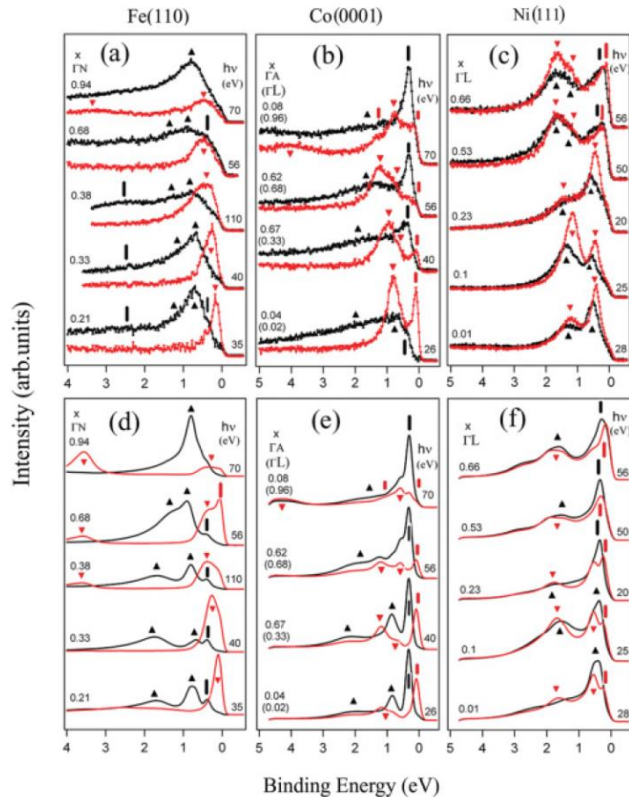 Fe(110) Co(0001) Ni(111)
(a) (b) (c)
x
ΓN
hν
(eV)
0.94
70
0.68
56
0.38
110
0.33
40
0.21
35
x
ΓA
(ΓL)
hν
(eV)
0.08
(0.96)
70
0.62
(0.68)
56
0.67
(0.33)
40
0.04
(0.02)
26
x
ΓL
hν
(eV)
0.66
56
0.53
50
0.23
20
0.1
25
0.01
28
4 3 2 1 0
5 4 3 2 1 0
5 4 3 2 1 0
Intensity (arb.units)
(d) (e) (f)
x
ΓN
hν
(eV)
0.94
70
0.68
56
0.38
110
0.33
40
0.21
35
x
ΓA
(ΓL)
hν
(eV)
0.08
(0.96)
70
0.62
(0.68)
56
0.67
(0.33)
40
0.04
(0.02)
26
x
ΓL
hν
(eV)
0.66
56
0.53
50
0.23
20
0.1
25
0.01
28
4 3 2 1 0
5 4 3 2 1 0
5 4 3 2 1 0
Binding Energy (eV)